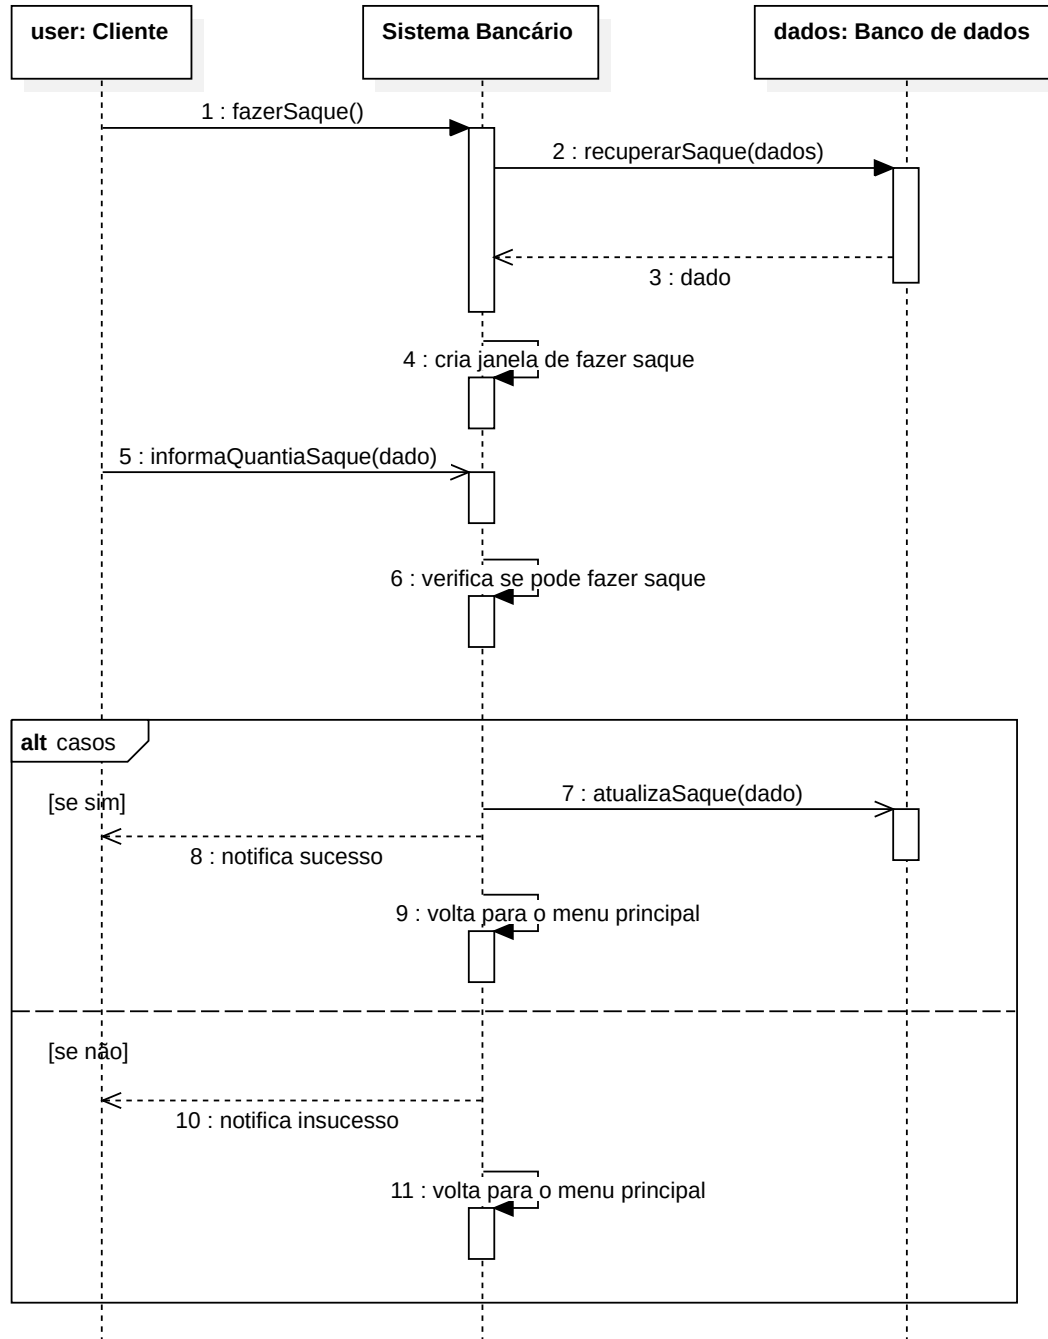 user: Cliente
Sistema Bancário
dados: Banco de dados
1 : fazerSaque()
2 : recuperarSaque(dados)
3 : dado
4 : cria janela de fazer saque
5 : informaQuantiaSaque(dado)
6 : verifica se pode fazer saque
alt casos
[se sim]
7 : atualizaSaque(dado)
8 : notifica sucesso
9 : volta para o menu principal
[se não]
10 : notifica insucesso
11 : volta para o menu principal